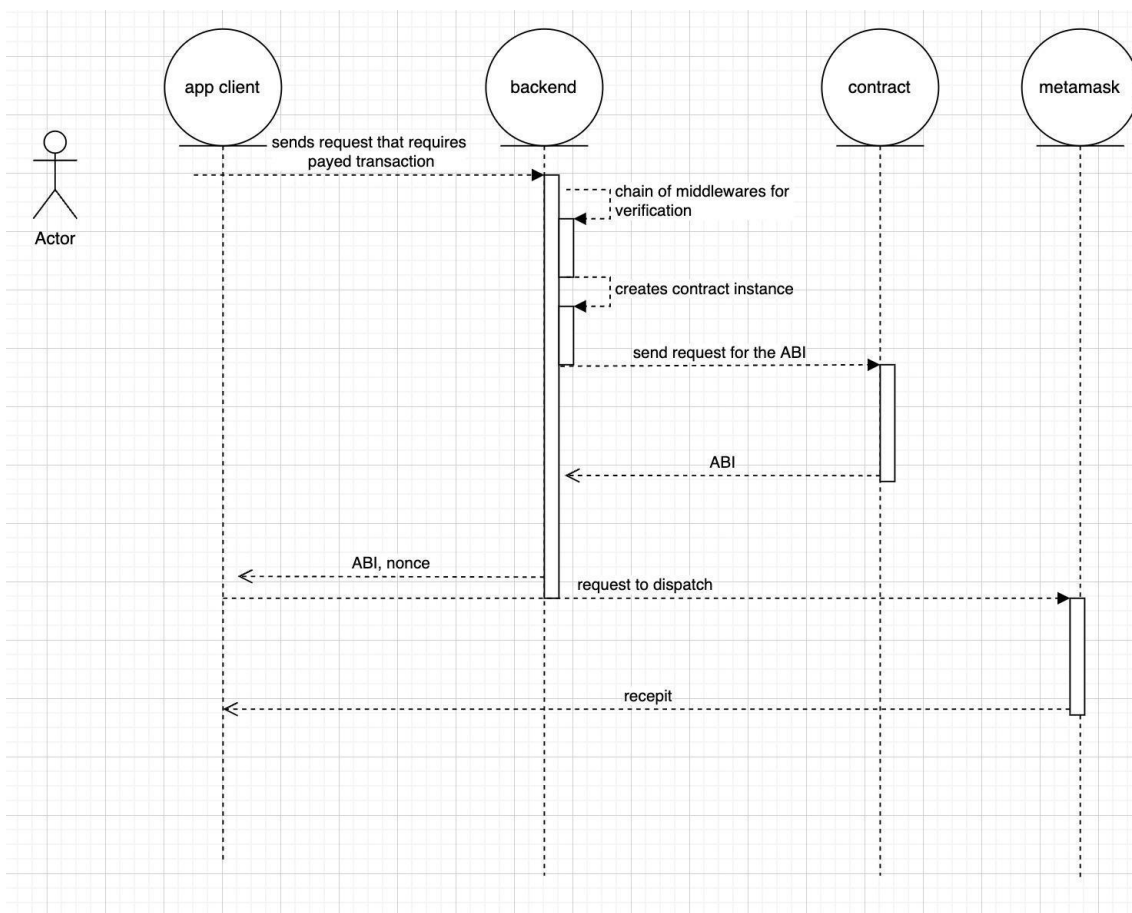 app client
backend
contract
metamask
sends request that requires
payed transaction
Actor
chain of middlewares for
verification
creates contract instance
send request for the ABI
ABI
ABI, nonce
request to dispatch
recepit